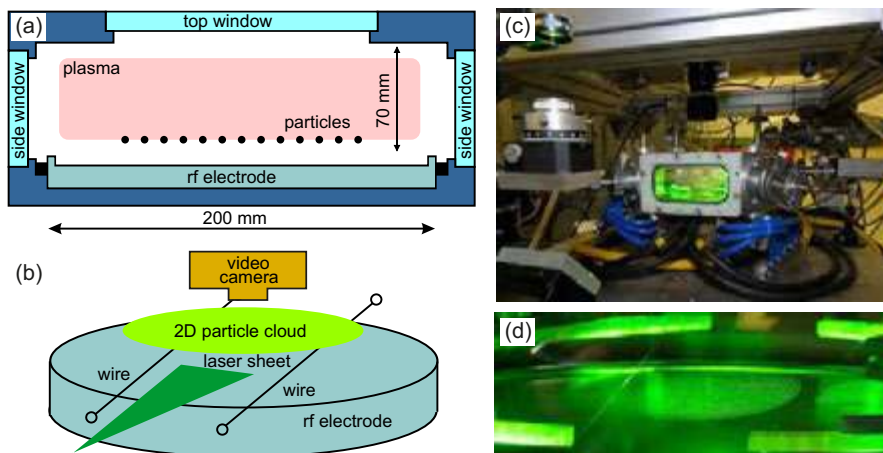 (a)
top window
plasma
side window
70 mm
side window
particles
rf electrode
200 mm
(b)
video
camera
2D particle cloud
laser sheet
wire
wire
rf electrode
(c)
(d)